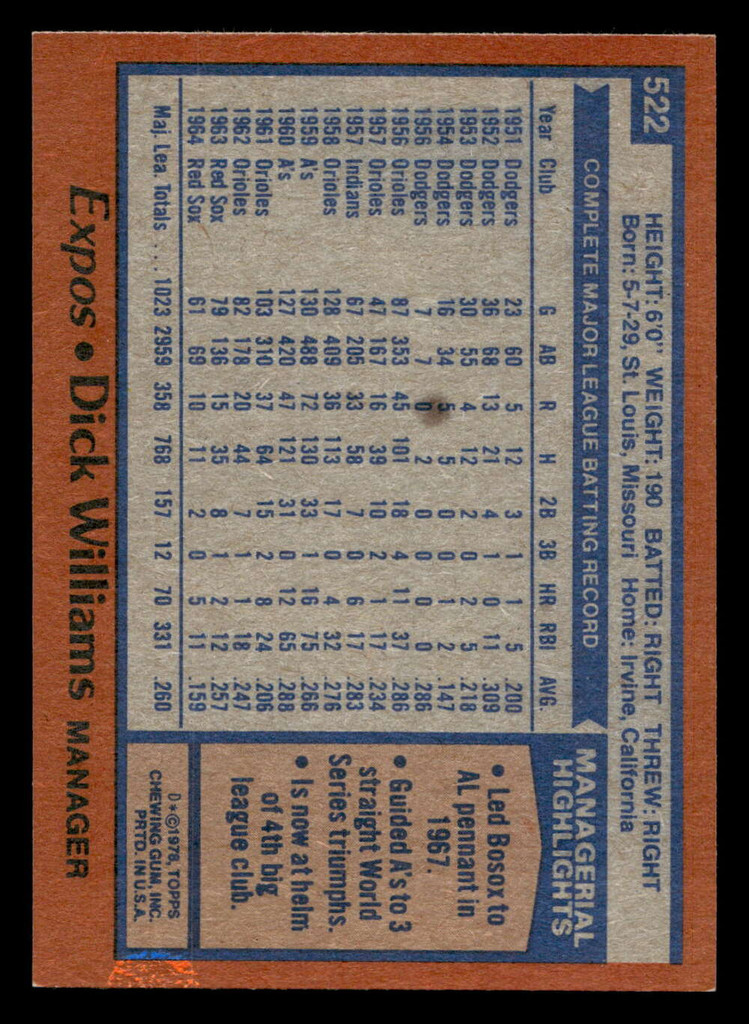 522
HEIGHT: 6'0" WEIGHT: 190 BATTED: RIGHT THREW: RIGHT
Born: 5-7-29, St. Louis, Missouri Home: Irvine, California
COMPLETE MAJOR LEAGUE BATTING RECORD
Year Club G AB R H 2B 3B HR RBI AVG.
1951 Dodgers 23 60 5 12 3 1 1 5 .200
1952 Dodgers 36 68 13 21 4 1 0 11 .309
1953 Dodgers 30 55 4 12 2 0 2 5 .218
1954 Dodgers 16 34 5 5 0 0 1 2 .147
1956 Dodgers 7 7 0 2 0 0 0 0 .286
1956 Orioles 87 353 45 101 18 4 11 37 .286
1957 Orioles 47 167 16 39 10 2 1 17 .234
1957 Indians 67 205 33 58 7 0 6 17 .283
1958 Orioles 128 409 36 113 17 0 4 32 .276
1959 A's 130 488 72 130 33 1 16 75 .266
1960 A's 127 420 47 121 31 0 12 65 .288
1961 Orioles 103 310 37 64 15 2 8 24 .206
1962 Orioles 82 178 20 44 7 1 1 18 .247
1963 Red Sox 79 136 15 35 8 1 2 12 .257
1964 Red Sox 61 69 10 11 2 0 5 11 .159
Maj. Lea. Totals ... 1023 2959 358 768 157 12 70 331 .260
MANAGERIAL
HIGHLIGHTS
• Led Bosox to
AL pennant in
1967.
• Guided A's to 3
straight World
Series triumphs.
• Is now at helm
of 4th big
league club.
D*©1978, TOPPS
CHEWING GUM, INC.
PRTD. IN U.S.A.
Expos • Dick Williams MANAGER